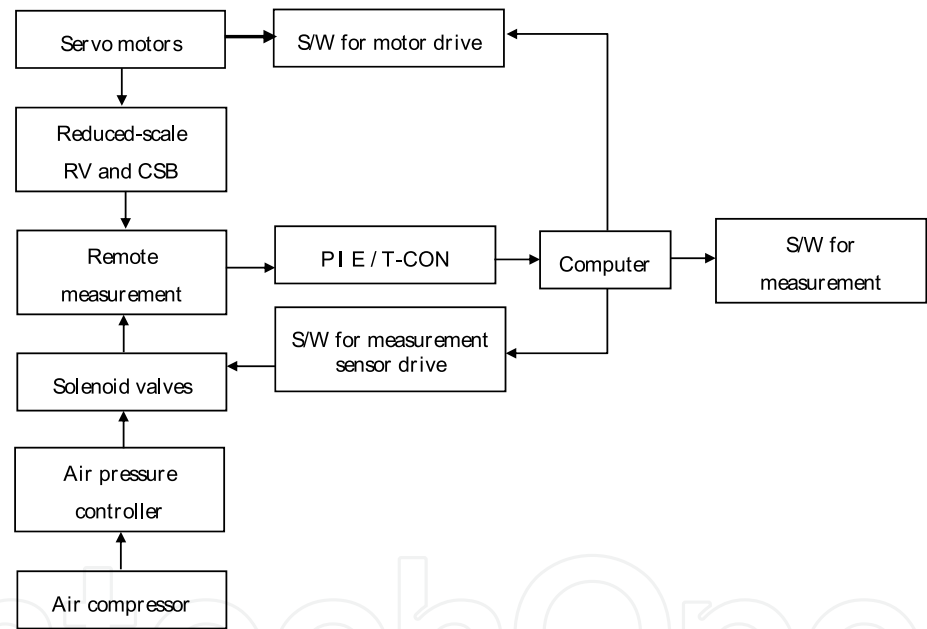 Servo motors
S/W for motor drive
Reduced-scale
RV and CSB
Remote
measurement
PIE / T-CON
Computer
S/W for
measurement
S/W for measurement
sensor drive
Solenoid valves
Air pressure
controller
Air compressor